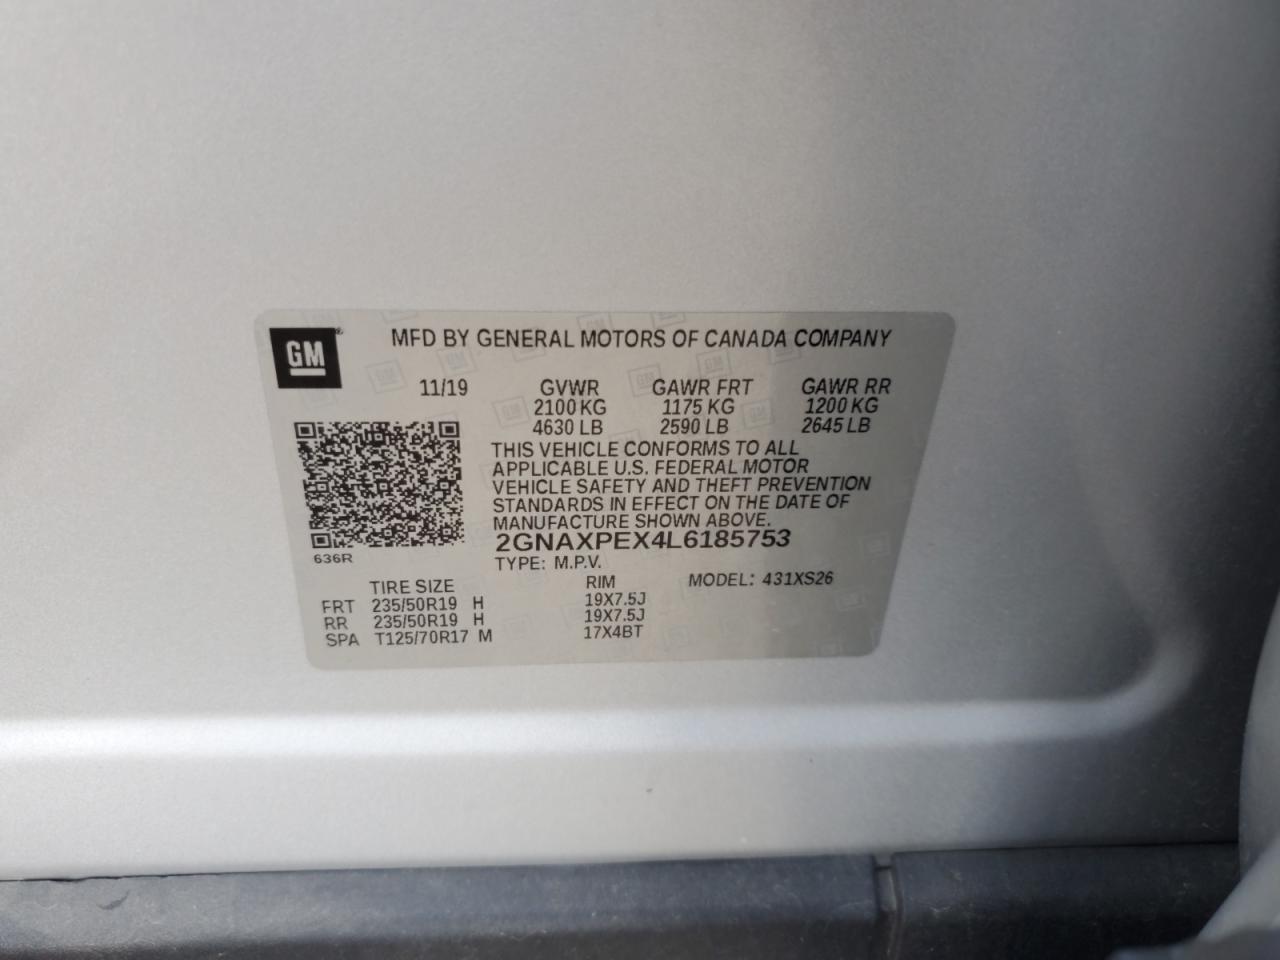 GM
MFD BY GENERAL MOTORS OF CANADA COMPANY
11/19 GVWR GAWR FRT GAWR RR
2100 KG 1175 KG 1200 KG
4630 LB 2590 LB 2645 LB
THIS VEHICLE CONFORMS TO ALL
APPLICABLE U.S. FEDERAL MOTOR
VEHICLE SAFETY AND THEFT PREVENTION
STANDARDS IN EFFECT ON THE DATE OF
MANUFACTURE SHOWN ABOVE.
636R
2GNAXPEX4L6185753
TYPE: M.P.V.
TIRE SIZE RIM MODEL: 431XS26
FRT 235/50R19 H 19X7.5J
RR 235/50R19 H 19X7.5J
SPA T125/70R17 M 17X4BT